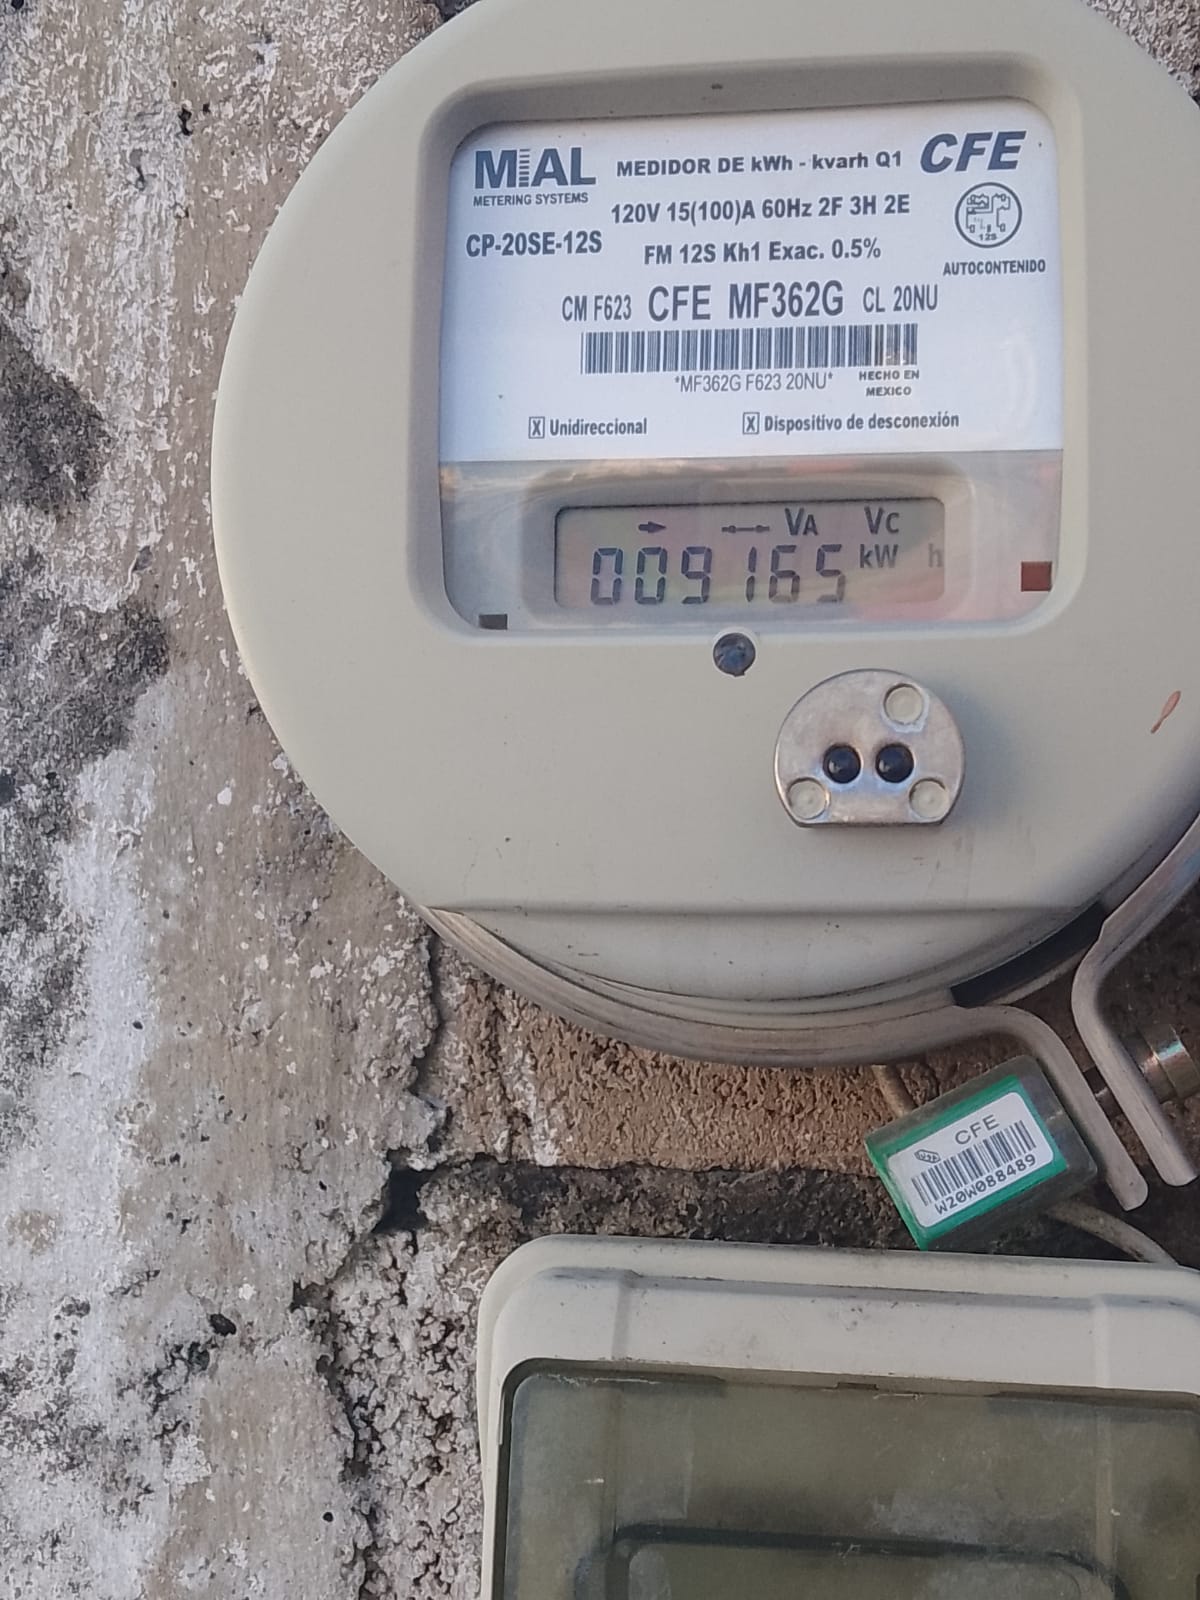 MIAL
METERING SYSTEMS
MEDIDOR DE kWh - kvarh Q1
CFE
120V 15(100)A 60Hz 2F 3H 2E
CP-20SE-12S
FM 12S Kh1 Exac. 0.5%
12S
AUTOCONTENIDO
CM F623 CFE MF362G CL 20NU
*MF362G F623 20NU*
HECHO EN
MEXICO
X Unidireccional
X Dispositivo de desconexión
VA VC
009165 kW h
CFE
W20W088489